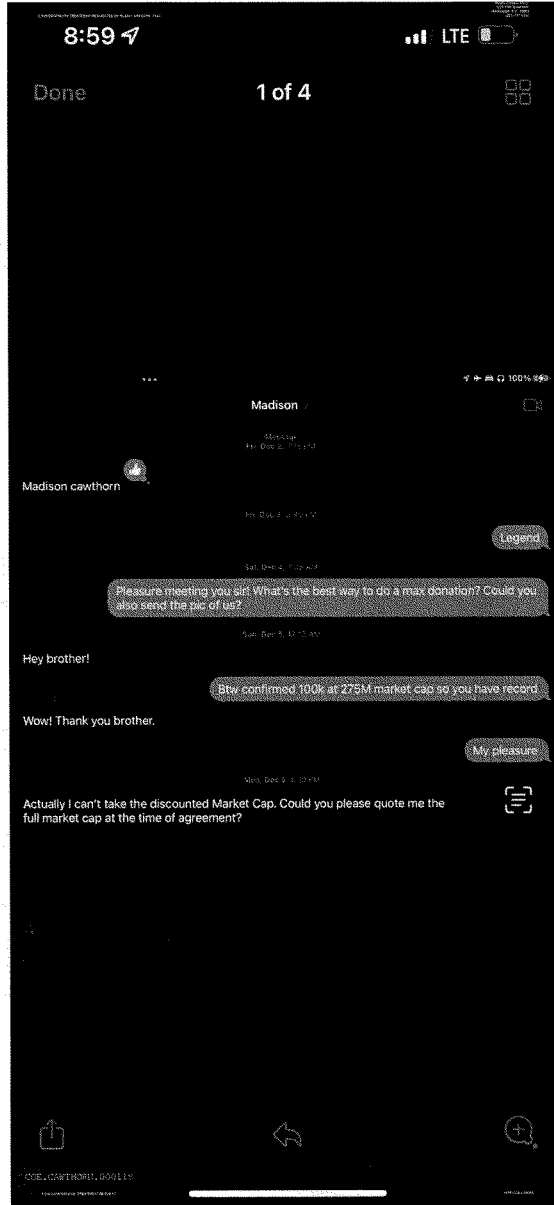 8:59
LTE
Done
1 of 4
100%
Madison
Madison cawthorn
Legend
Pleasure meeting you sir! What's the best way to do a max donation? Could you
also send the pic of us?
Hey brother!
Btw confirmed 100k at 275M market cap so you have record
Wow! Thank you brother.
My pleasure
Actually i can't take the discounted Market Cap. Could you please quote me the
full market cap at the time of agreement?